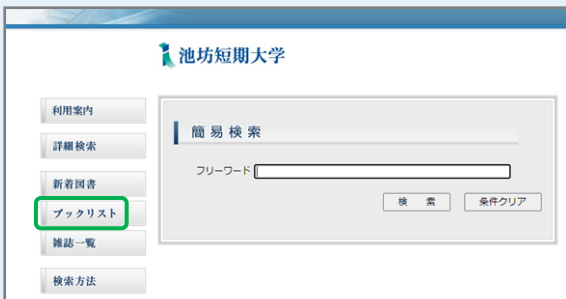 池坊短期大学
利用案内
詳細検索
新着図書
ブックリスト
雑誌一覧
検索方法
簡易検索
フリーワード
検 索
条件クリア